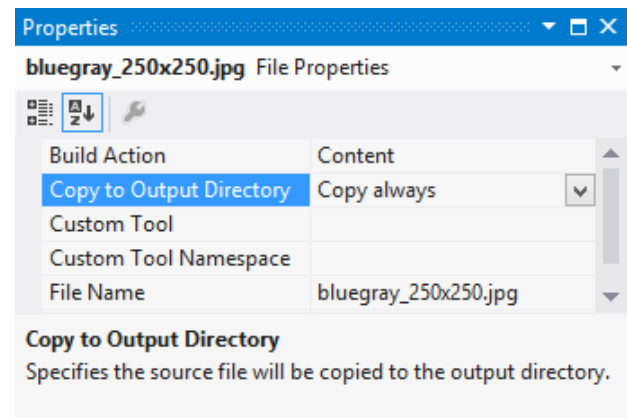 Properties
bluegray_250x250.jpg File Properties
Build Action Content
Copy to Output Directory Copy always
Custom Tool
Custom Tool Namespace
File Name bluegray_250x250.jpg
Copy to Output Directory
Specifies the source file will be copied to the output directory.